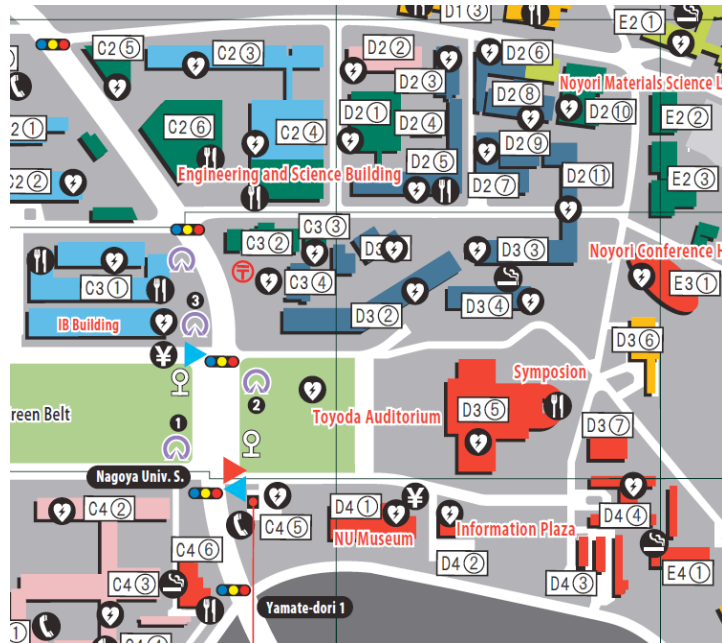 D1③
E2①
C2⑤
C2③
D2②
D2⑥
D2③
Noyori Materials Science L
D2⑧
2①
C2⑥
C2④
D2①
D2④
D2⑩
E2②
D2⑨
D2⑤
Engineering and Science Building
C2②
D2⑦
D2⑪
E2③
C3③
C3②
D3
D3③
Noyori Conference H
C3①
〒
C3④
E3①
3
D3④
IB Building
D3②
¥
D3⑥
Symposion
2
reen Belt
Toyoda Auditorium
D3⑤
1
D3⑦
Nagoya Univ. S.
C4②
D4①
¥
C4⑤
NU Museum
Information Plaza
D4④
C4⑥
D4②
C4③
D4③
E4①
Yamate-dori 1
①